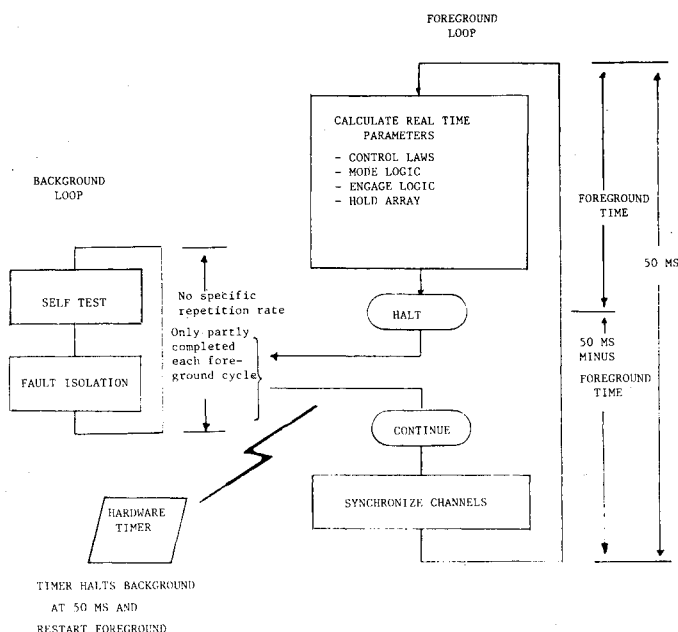 FOREGROUND
LOOP
CALCULATE REAL TIME
PARAMETERS
- CONTROL LAWS
- MODE LOGIC
- ENGAGE LOGIC
- HOLD ARRAY
BACKGROUND
LOOP
FOREGROUND
TIME
50 MS
SELF TEST
No specific
repetition rate
HALT
Only partly
completed
each fore-
ground cycle
50 MS
MINUS
FOREGROUND
TIME
FAULT ISOLATION
CONTINUE
SYNCHRONIZE CHANNELS
HARDWARE
TIMER
TIMER HALTS BACKGROUND
AT 50 MS AND
RESTART FOREGROUND